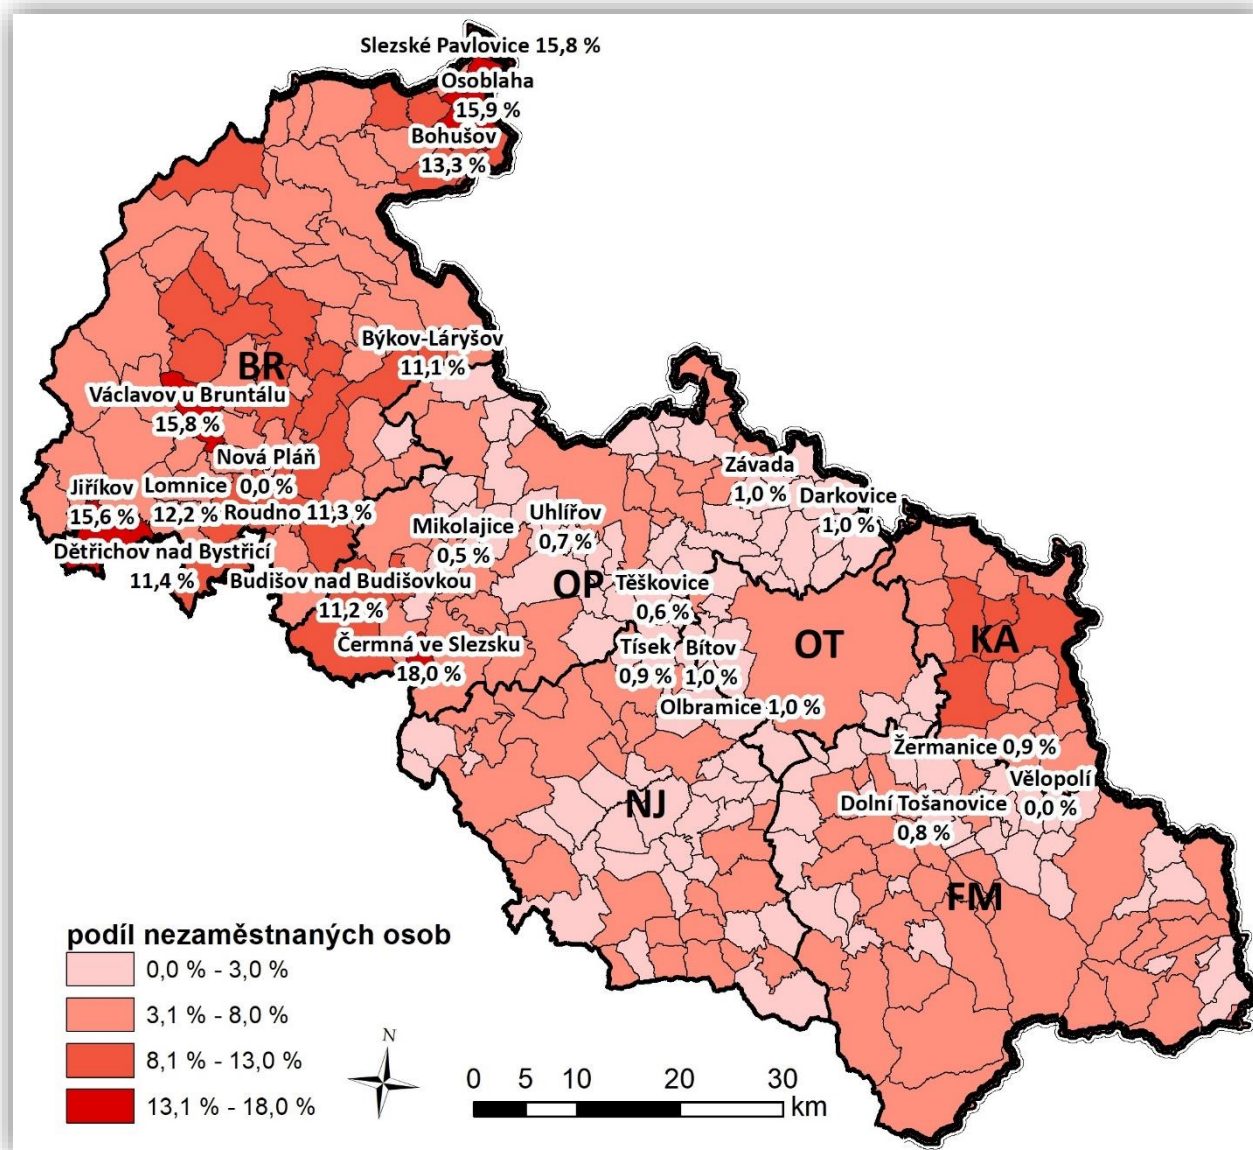 Slezské Pavlovice 15,8 %
Osoblaha
15,9 %
Bohušov
13,3 %
Býkov-Láryšov
11,1 %
BR
Václavov u Bruntálu
15,8 %
Nová Pláň
0,0 %
Jiříkov
15,6 %
Lomnice
12,2 %
Roudno 11,3 %
Dětřichov nad Bystřicí
11,4 %
Budišov nad Budišovkou
11,2 %
Čermná ve Slezsku
18,0 %
Mikolajice
0,5 %
Uhlířov
0,7 %
OP
Závada
1,0 %
Darkovice
1,0 %
Těškovice
0,6 %
Tísek
0,9 %
Bítov
1,0 %
Olbramice 1,0 %
OT
KA
Žermanice 0,9 %
Vělopolí
0,0 %
Dolní Tošanovice
0,8 %
NJ
FM
podíl nezaměstnaných osob
0,0 % - 3,0 %
3,1 % - 8,0 %
8,1 % - 13,0 %
13,1 % - 18,0 %
N
0 5 10 20 30
km